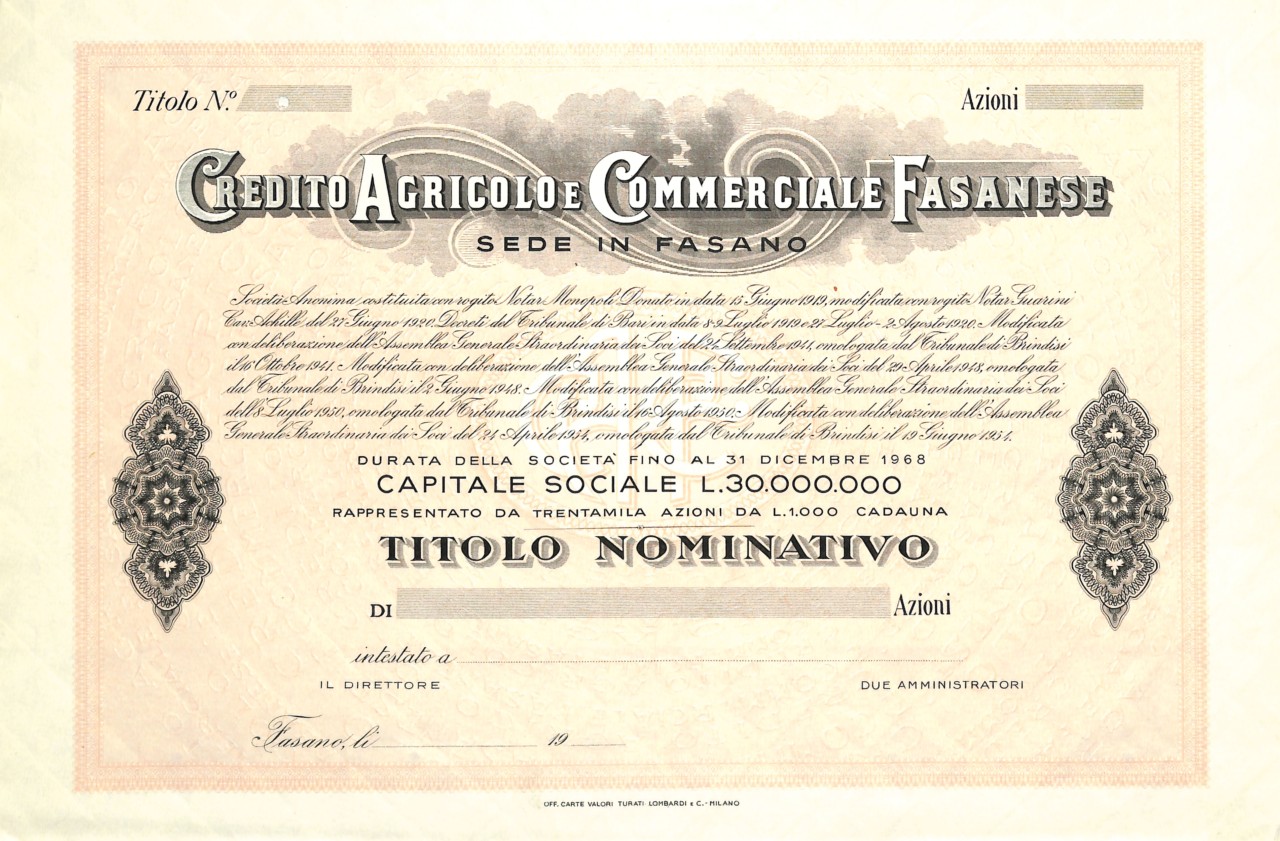 Titolo N.º
Azioni
CREDITO AGRICOLO E COMMERCIALE FASANESE
SEDE IN FASANO
Società Anonima costituita con rogito Notar Monopoli Donato in data 15 Giugno 1919, modificata con rogito Notar Guarini
Cav. Achille, del 27 Giugno 1920. Decreti del Tribunale di Bari in data 8-9 Luglio 1919 e 27 Luglio - 2 Agosto 1920. Modificata
con deliberazione dell'Assemblea Generale Straordinaria dei Soci del 24 Settembre 1941, omologata dal Tribunale di Brindisi
il 16 Ottobre 1941. Modificata con deliberazione dell'Assemblea Generale Straordinaria dei Soci del 29 Aprile 1948, omologata
dal Tribunale di Brindisi il 2 Giugno 1948. Modificata con deliberazione dell'Assemblea Generale Straordinaria dei Soci
dell'8 Luglio 1950, omologata dal Tribunale di Brindisi il 16 Agosto 1950. Modificata con deliberazione dell'Assemblea
Generale Straordinaria dei Soci del 24 Aprile 1954, omologata dal Tribunale di Brindisi il 19 Giugno 1954.
DURATA DELLA SOCIETÀ FINO AL 31 DICEMBRE 1968
CAPITALE SOCIALE L.30.000.000
RAPPRESENTATO DA TRENTAMILA AZIONI DA L.1.000 CADAUNA
TITOLO NOMINATIVO
DI Azioni
intestato a
IL DIRETTORE
DUE AMMINISTRATORI
Fasano, lì 19
OFF. CARTE VALORI TURATI LOMBARDI E C. - MILANO